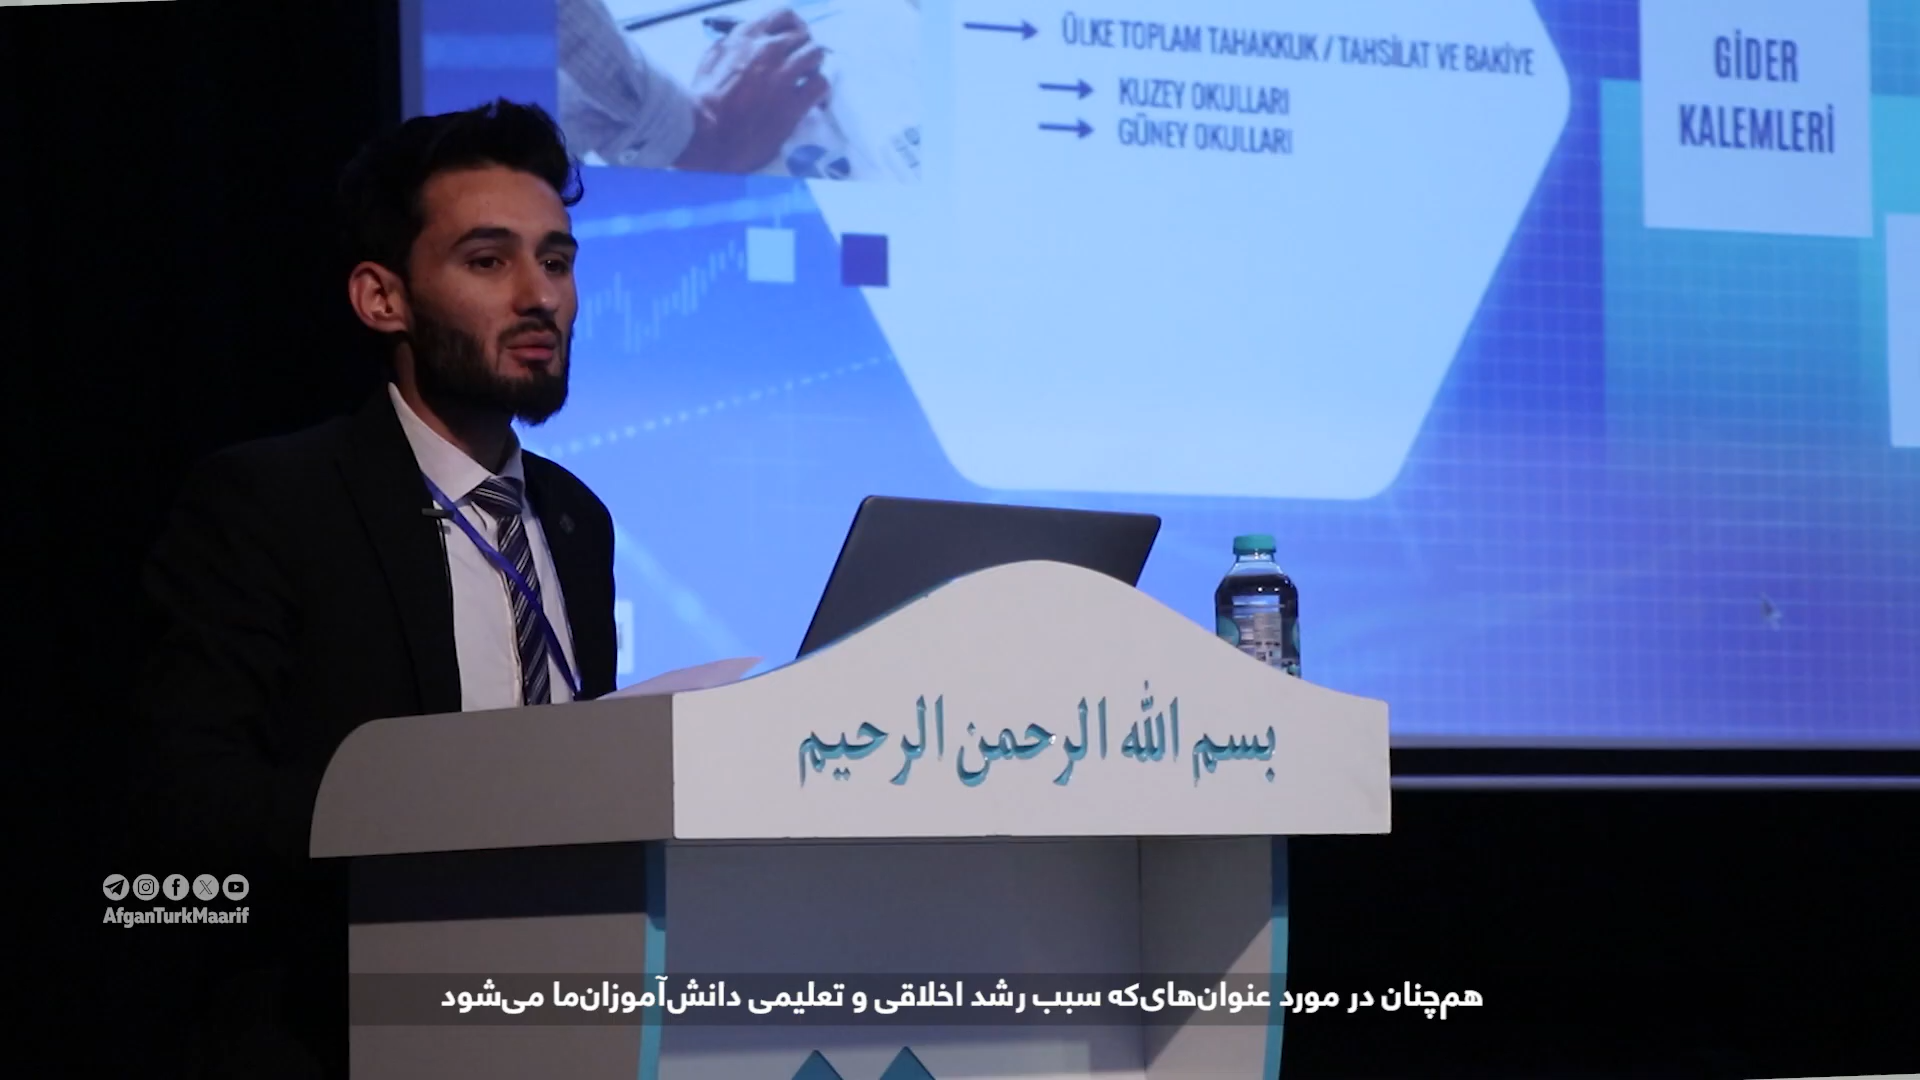 ÜLKE TOPLAM TAHAKKUK / TAHSİLAT VE BAKİYE
KUZEY OKULLARI
GÜNEY OKULLARI
GİDER
KALEMLERİ
بسم الله الرحمن الرحيم
AfganTurkMaarif
هم‌چنان در مورد عنوان‌های‌که سبب رشد اخلاقی و تعلیمی دانش‌آموزان‌ما می‌شود